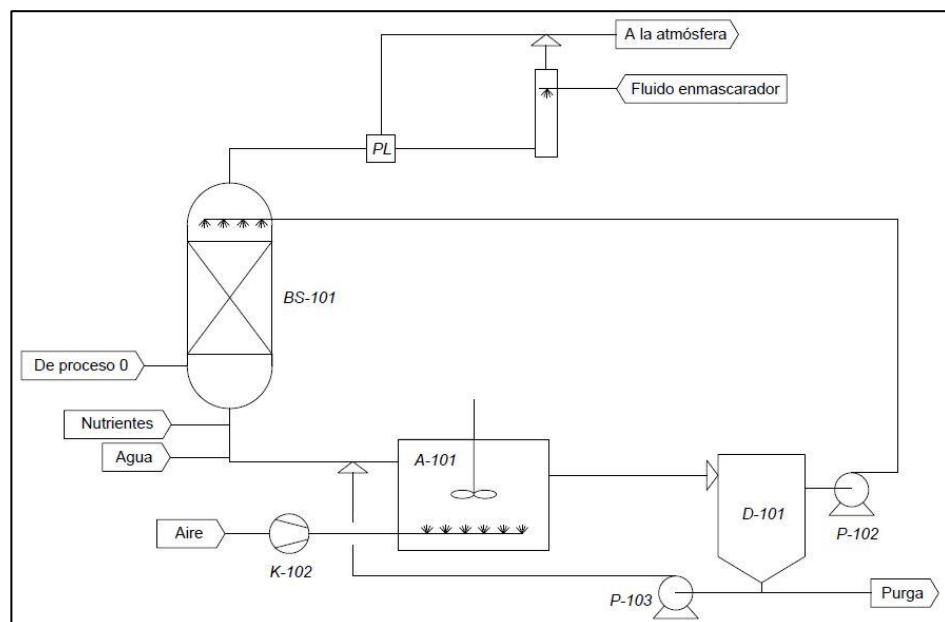 A la atmósfera
Fluido enmascarador
PL
BS-101
De proceso 0
Nutrientes
Agua
A-101
Aire
K-102
D-101
P-102
P-103
Purga